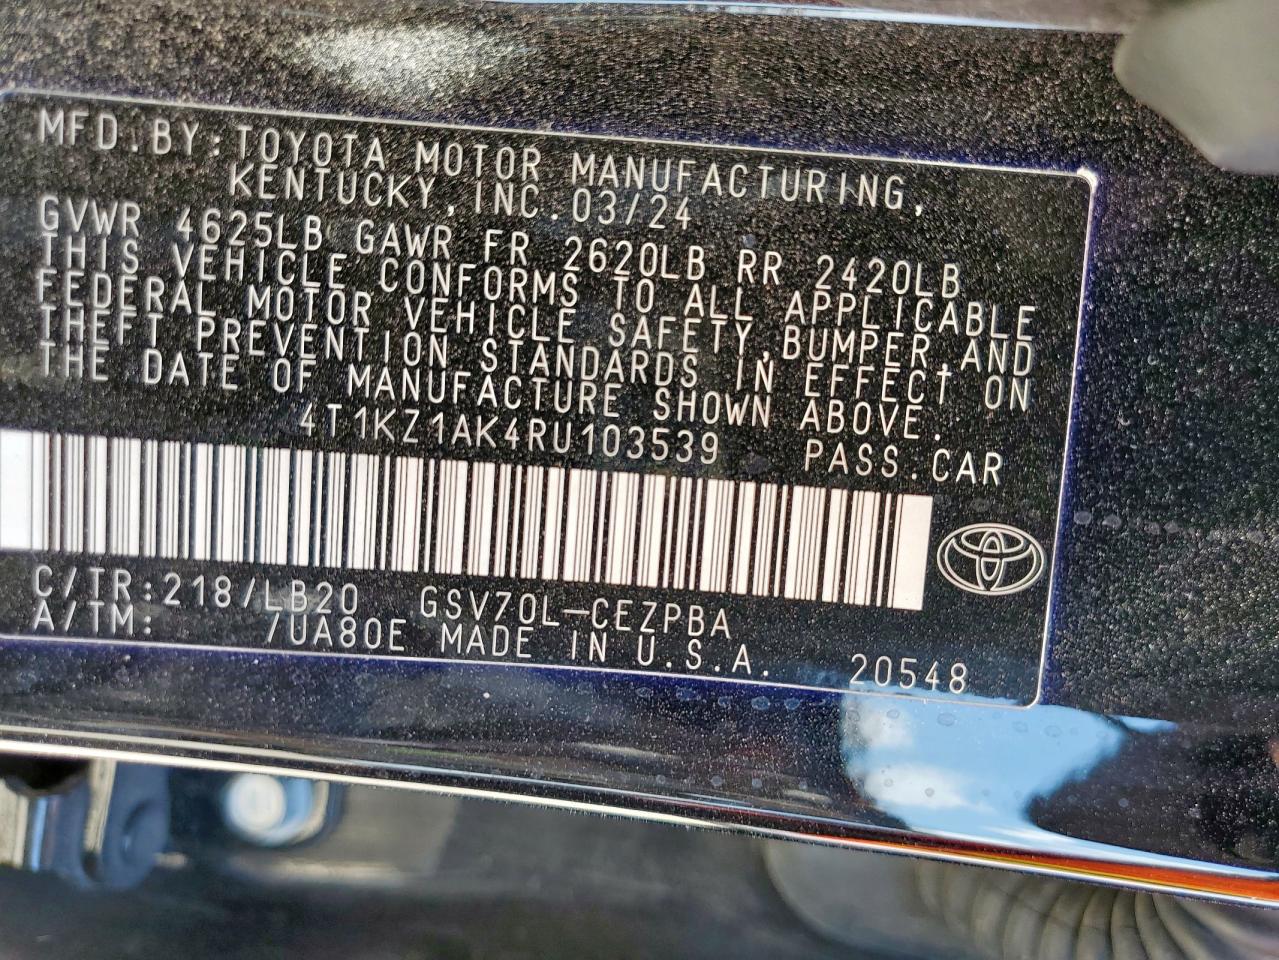 MFD.BY:TOYOTA MOTOR MANUFACTURING,
KENTUCKY,INC.03/24
GVWR 4625LB GAWR FR 2620LB RR 2420LB
THIS VEHICLE CONFORMS TO ALL APPLICABLE
FEDERAL MOTOR VEHICLE SAFETY,BUMPER,AND
THEFT PREVENTION STANDARDS IN EFFECT ON
THE DATE OF MANUFACTURE SHOWN ABOVE.
4T1KZ1AK4RU103539 PASS.CAR
C/TR:218/LB20 GSV70L-CEZPBA
A/TM: /UA80E MADE IN U.S.A. 20548